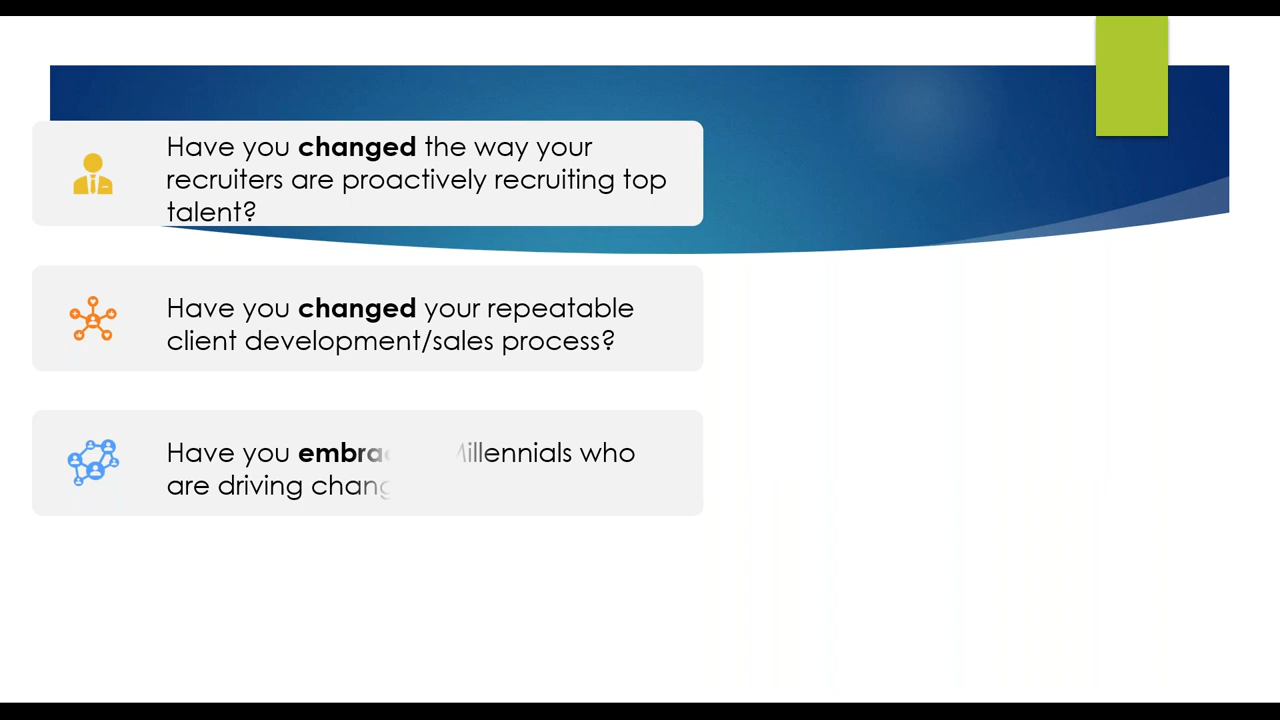 Have you changed the way your
recruiters are proactively recruiting top
talent?
Have you changed your repeatable
client development/sales process?
Have you Millennials who
are driving